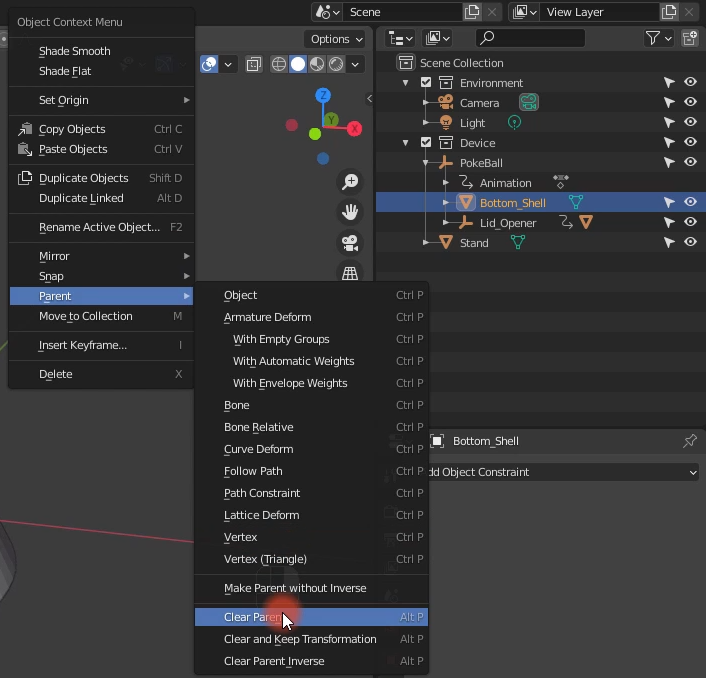 Object Context Menu
Shade Smooth
Shade Flat
Set Origin
Copy Objects Ctrl C
Paste Objects Ctrl V
Duplicate Objects Shift D
Duplicate Linked Alt D
Rename Active Object... F2
Mirror
Snap
Parent
Move to Collection M
Insert Keyframe... I
Delete X
Object Ctrl P
Armature Deform Ctrl P
With Empty Groups Ctrl P
With Automatic Weights Ctrl P
With Envelope Weights Ctrl P
Bone Ctrl P
Bone Relative Ctrl P
Curve Deform Ctrl P
Follow Path Ctrl P
Path Constraint Ctrl P
Lattice Deform Ctrl P
Vertex Ctrl P
Vertex (Triangle) Ctrl P
Make Parent without Inverse
Clear Parent Alt P
Clear and Keep Transformation Alt P
Clear Parent Inverse Alt P
Scene
View Layer
Options
Z
Y
X
Scene Collection
Environment
Camera
Light
Device
PokeBall
Animation
Bottom_Shell
Lid_Opener
Stand
Bottom_Shell
dd Object Constraint